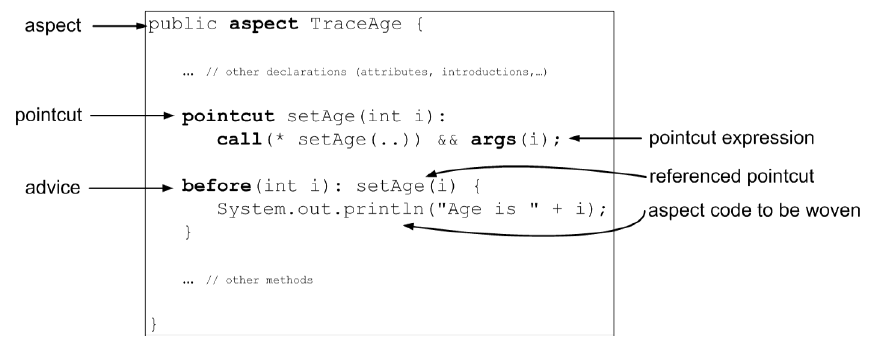 aspect
public aspect TraceAge {
... // other declarations (attributes, introductions,…)
pointcut
pointcut setAge(int i):
call(* setAge(..)) && args(i);
pointcut expression
referenced pointcut
advice
before(int i): setAge(i) {
System.out.println("Age is " + i);
aspect code to be woven
}
... // other methods
}